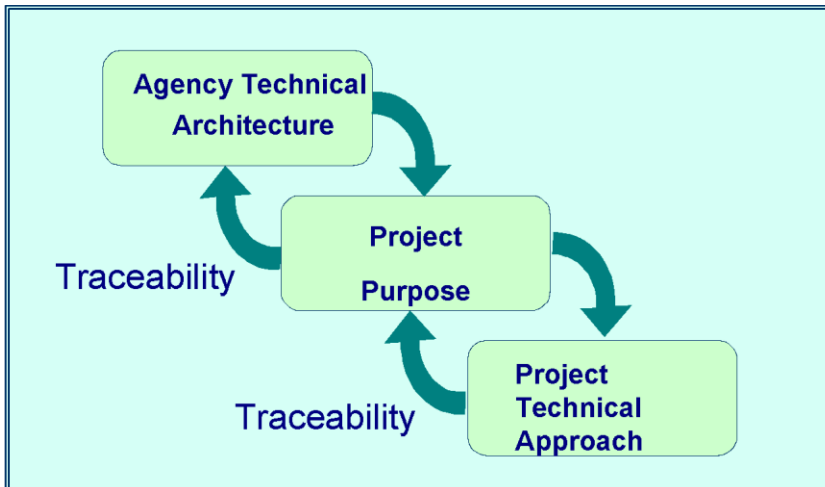 Agency Technical
Architecture
Project
Purpose
Traceability
Project
Technical
Approach
Traceability